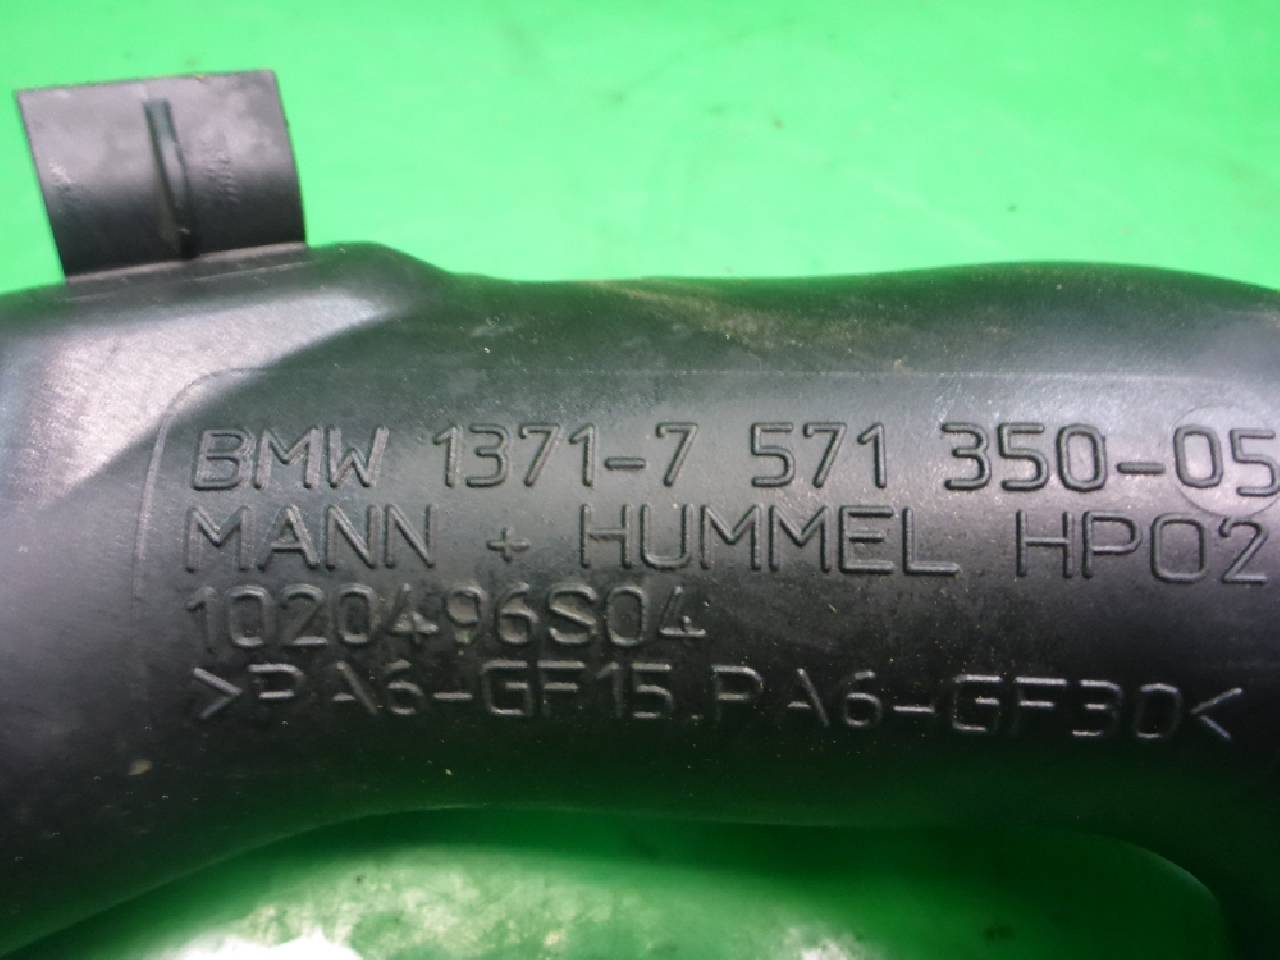 BMW 1371-7 571 350-05
MANN + HUMMEL HP02
1020496S04
>PA6-GF15.PA6-GF30<